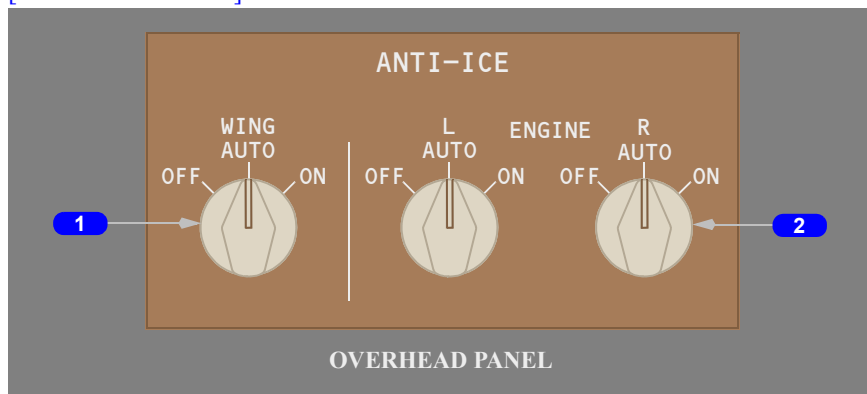 ANTI-ICE
WING
AUTO
OFF ON
L ENGINE R
AUTO AUTO
OFF ON OFF ON
1 2
OVERHEAD PANEL